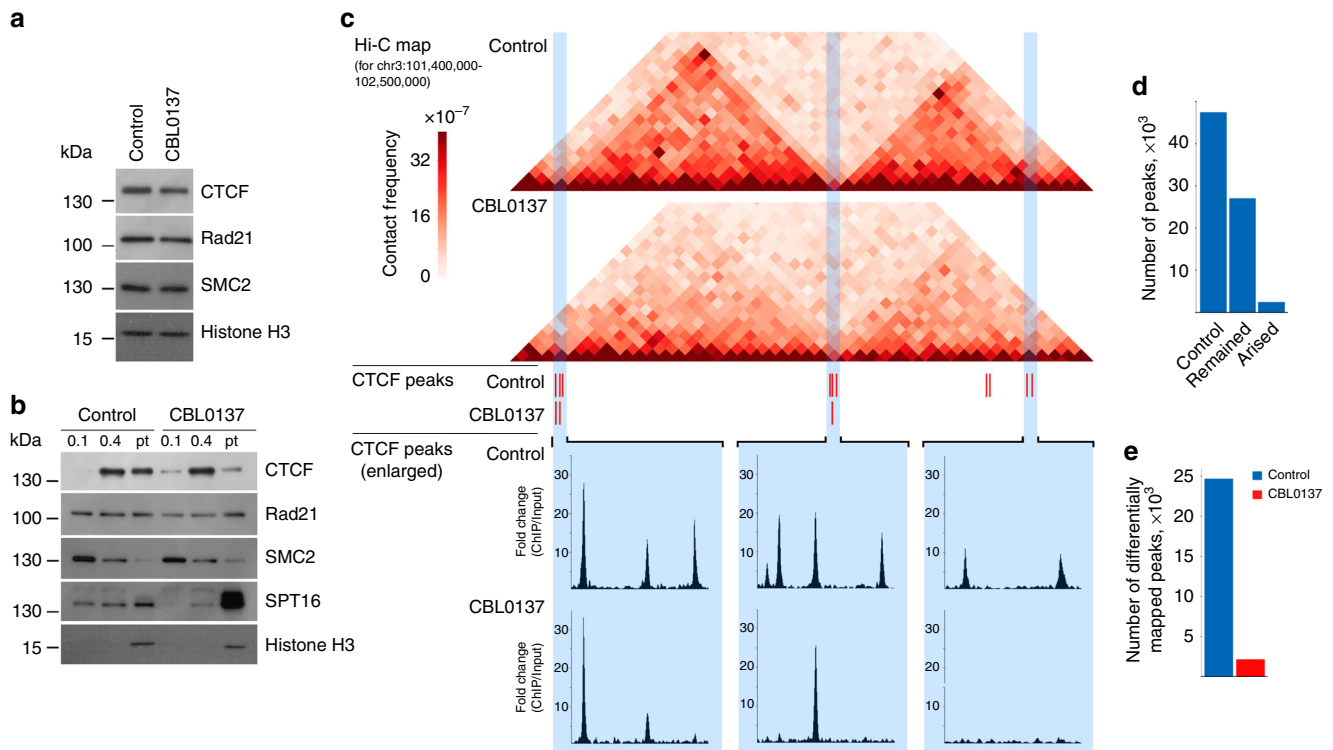 a
kDa
Control
CBL0137
130
CTCF
100
Rad21
130
SMC2
15
Histone H3
b
Control CBL0137
kDa
0.1 0.4 pt 0.1 0.4 pt
130
CTCF
100
Rad21
130
SMC2
130
SPT16
15
Histone H3
c
Hi-C map
(for chr3:101,400,000-
102,500,000)
Control
×10⁻⁷
32
16
0
Contact frequency
CBL0137
CTCF peaks
Control
CBL0137
CTCF peaks
(enlarged)
Control
Fold change
(ChIP/Input)
30
20
10
30
20
10
30
20
10
CBL0137
Fold change
(ChIP/Input)
30
20
10
30
20
10
30
20
10
d
Number of peaks, ×10³
40
30
20
10
Control
Remained
Arised
e
Number of differentially
mapped peaks, ×10³
25
20
15
10
5
Control
CBL0137